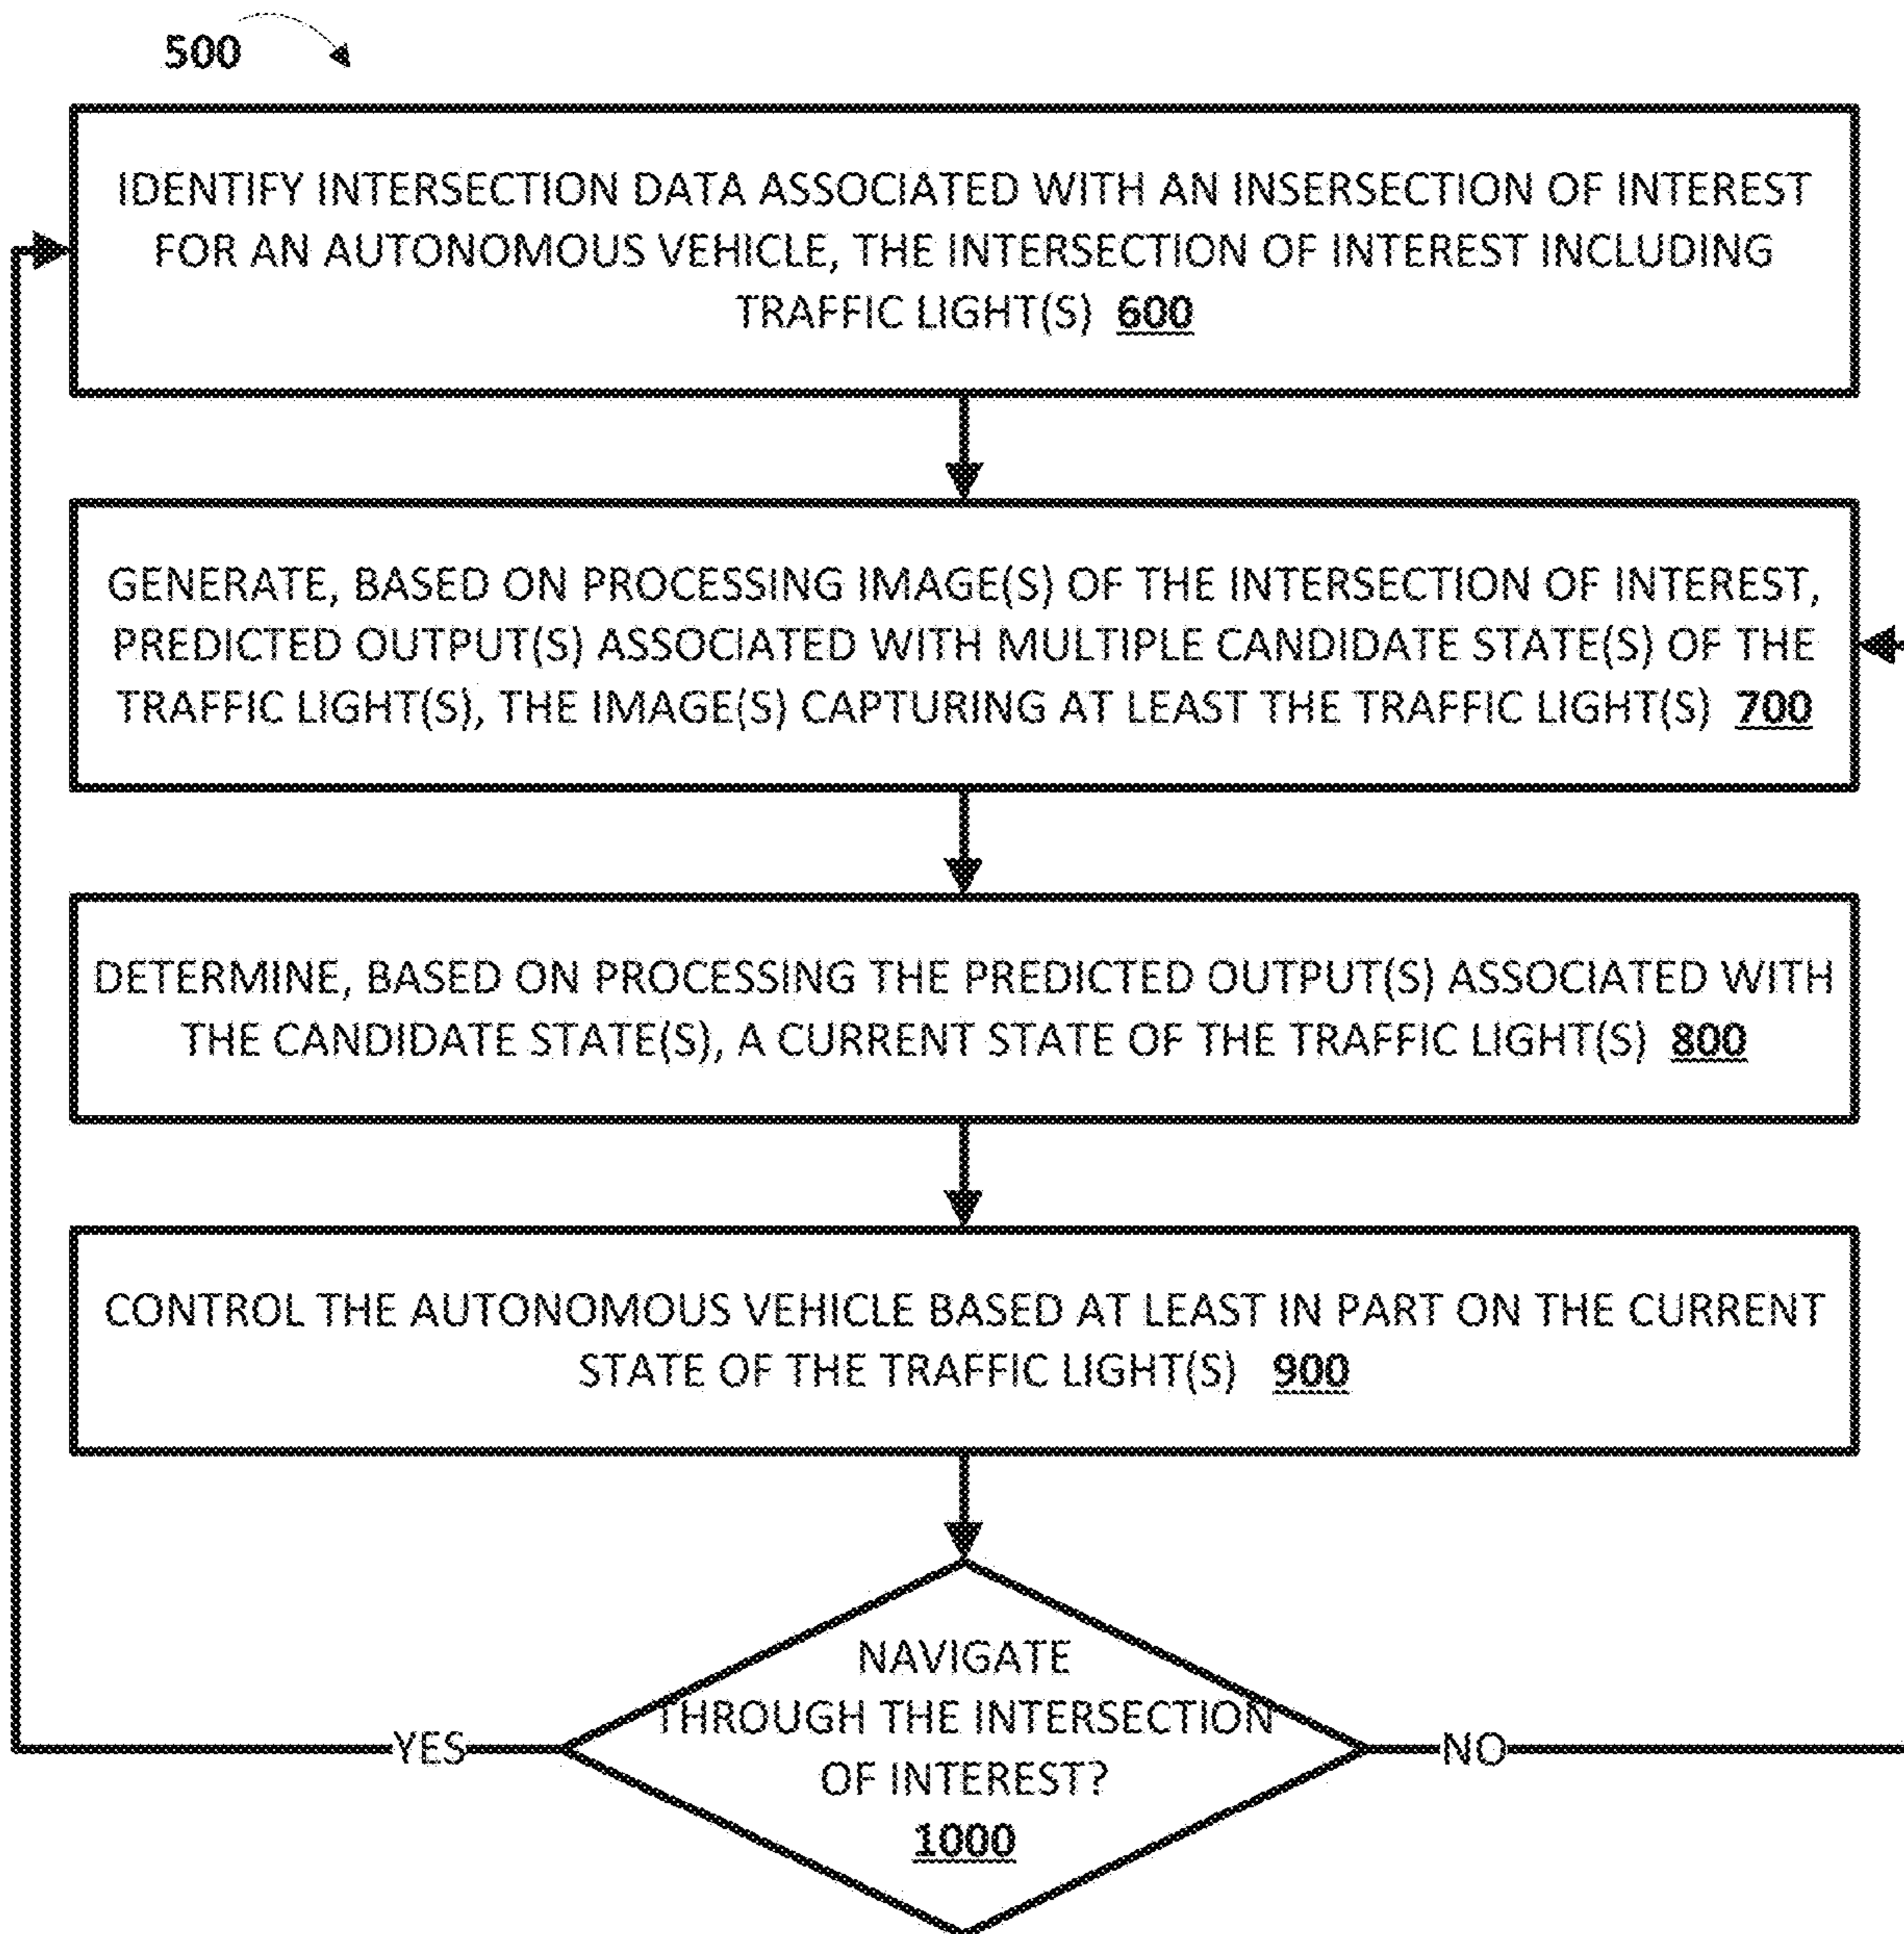 500
IDENTIFY INTERSECTION DATA ASSOCIATED WITH AN INSERSECTION OF INTEREST
FOR AN AUTONOMOUS VEHICLE, THE INTERSECTION OF INTEREST INCLUDING
TRAFFIC LIGHT(S) 600
GENERATE, BASED ON PROCESSING IMAGE(S) OF THE INTERSECTION OF INTEREST,
PREDICTED OUTPUT(S) ASSOCIATED WITH MULTIPLE CANDIDATE STATE(S) OF THE
TRAFFIC LIGHT(S), THE IMAGE(S) CAPTURING AT LEAST THE TRAFFIC LIGHT(S) 700
DETERMINE, BASED ON PROCESSING THE PREDICTED OUTPUT(S) ASSOCIATED WITH
THE CANDIDATE STATE(S), A CURRENT STATE OF THE TRAFFIC LIGHT(S) 800
CONTROL THE AUTONOMOUS VEHICLE BASED AT LEAST IN PART ON THE CURRENT
STATE OF THE TRAFFIC LIGHT(S) 900
NAVIGATE
THROUGH THE INTERSECTION
OF INTEREST?
1000
YES
NO